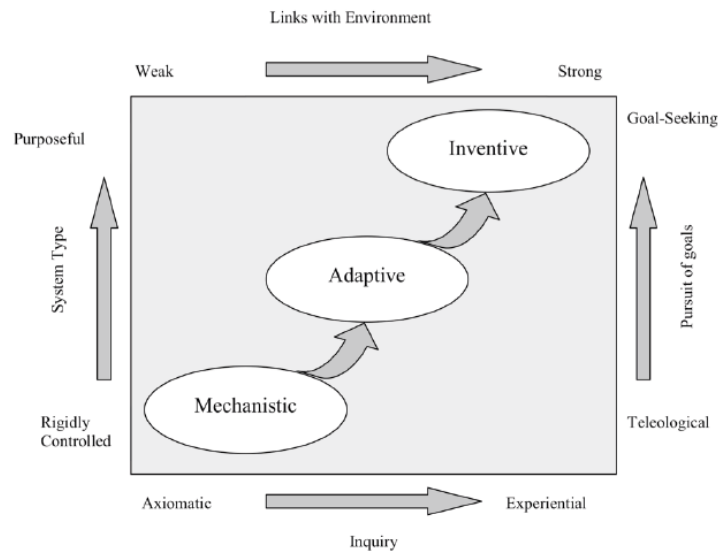 Links with Environment
Weak
Strong
Purposeful
Goal-Seeking
Inventive
System Type
Adaptive
Pursuit of goals
Mechanistic
Rigidly
Controlled
Teleological
Axiomatic
Experiential
Inquiry